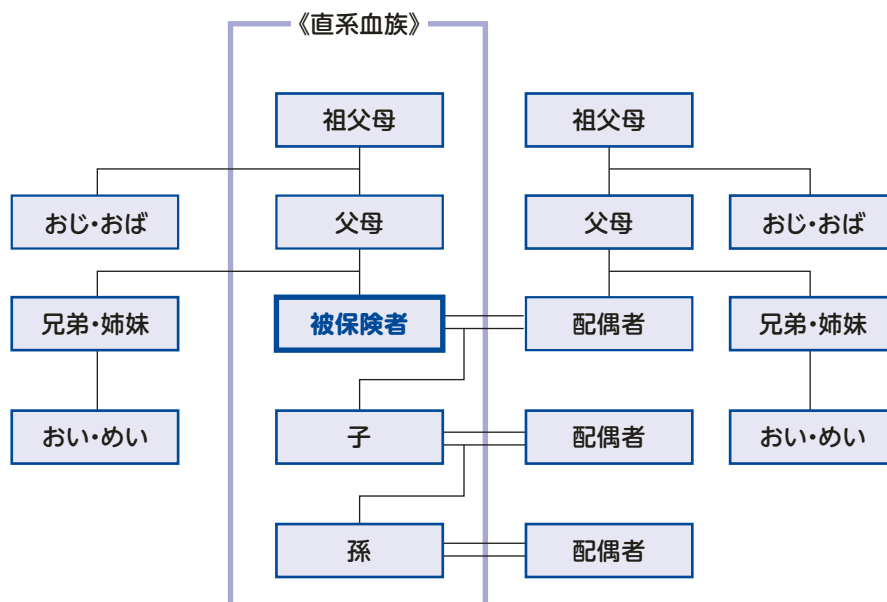 《直系血族》
祖父母
祖父母
おじ・おば
父母
父母
おじ・おば
兄弟・姉妹
被保険者
配偶者
兄弟・姉妹
おい・めい
子
配偶者
おい・めい
孫
配偶者